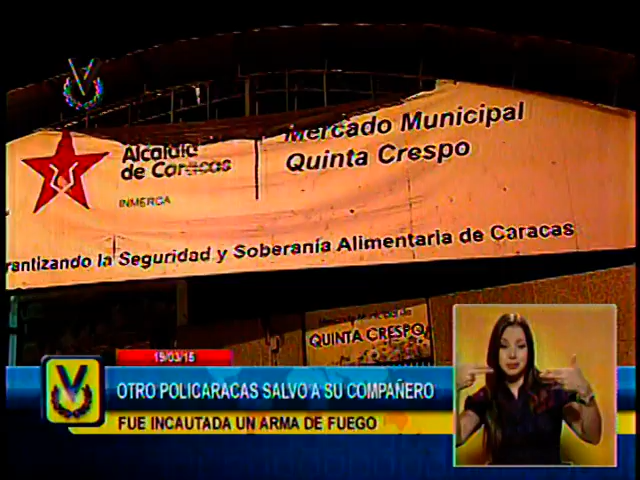 Alcaldía
de Caracas
INMERCA
Mercado Municipal
Quinta Crespo
rantizando la Seguridad y Soberanía Alimentaria de Caracas
QUINTA CRESPO
19/03/15
OTRO POLICARACAS SALVO A SU COMPAÑERO
FUE INCAUTADA UN ARMA DE FUEGO